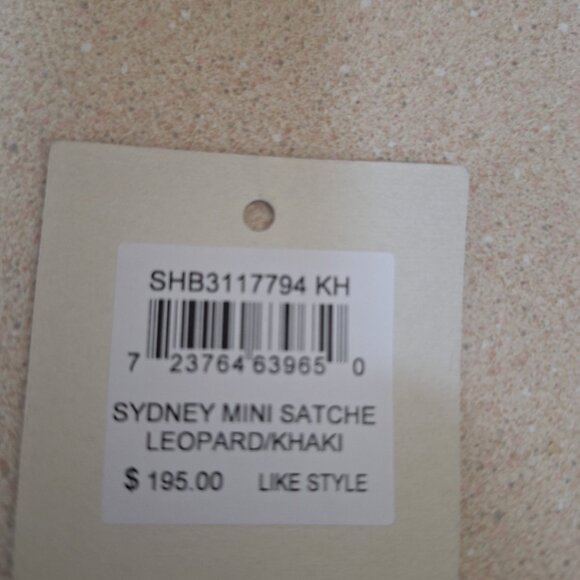 SHB3117794 KH
7 23764 63965 0
SYDNEY MINI SATCHE
LEOPARD/KHAKI
$ 195.00 LIKE STYLE